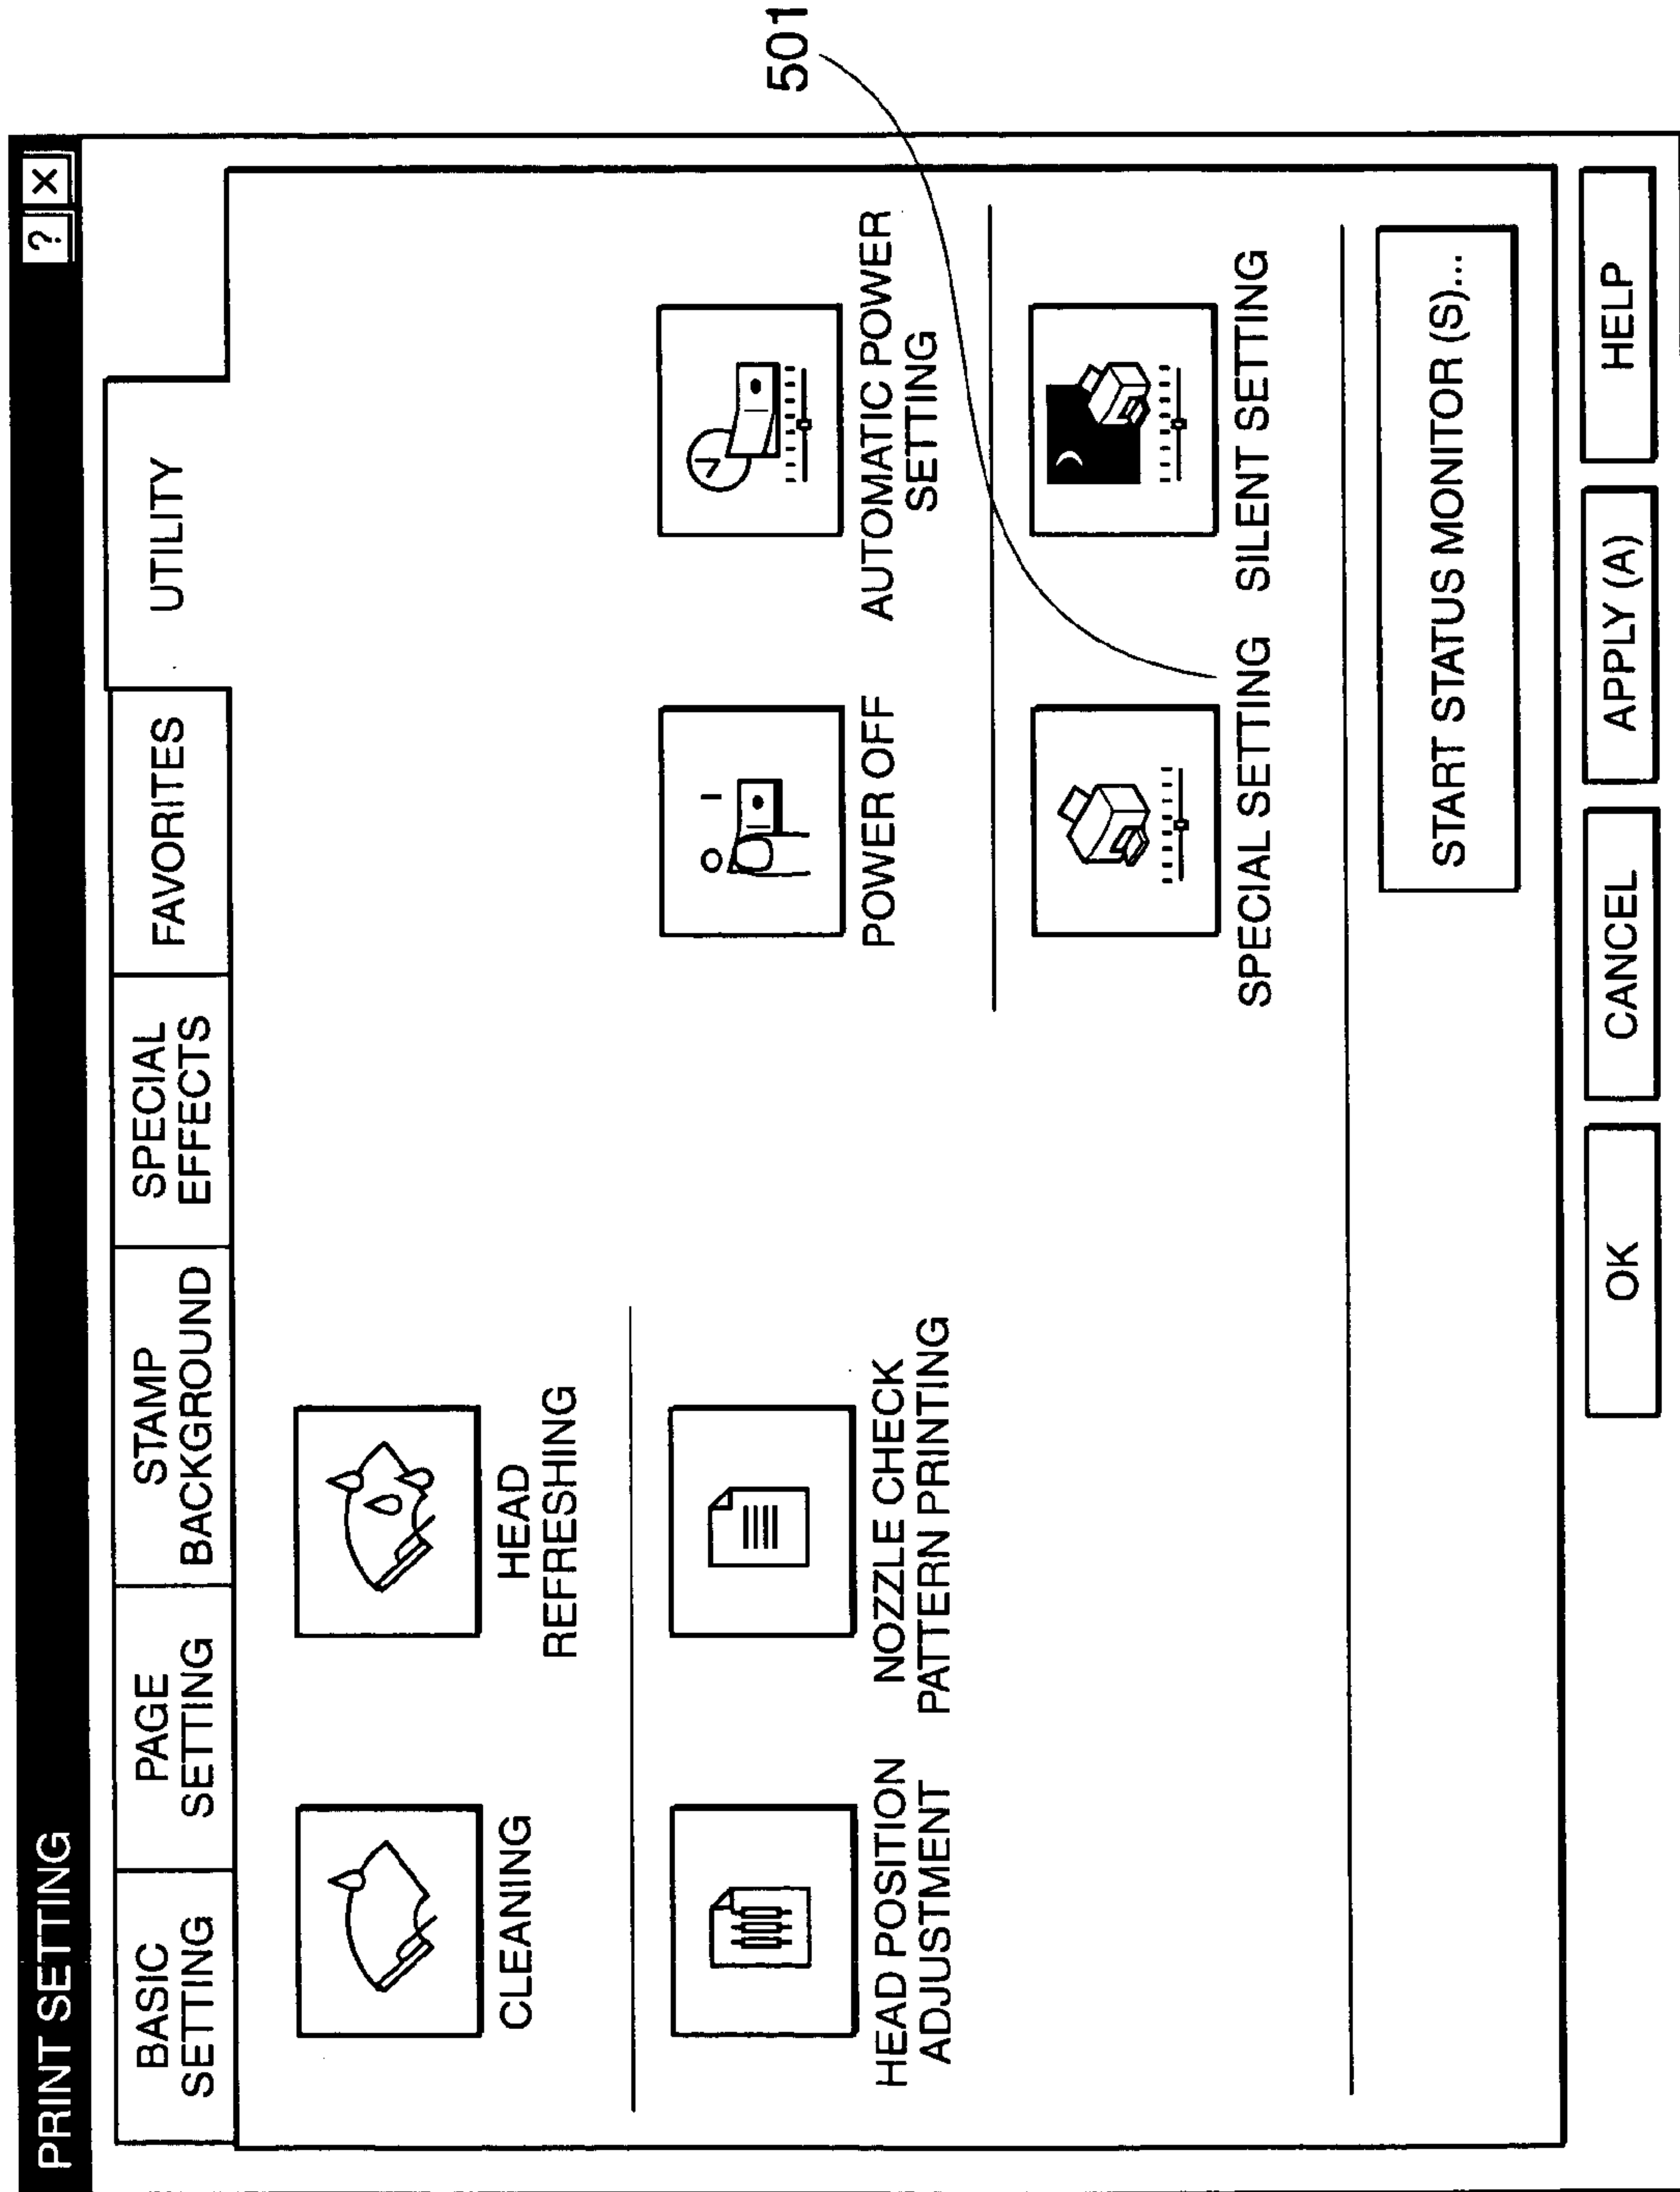 PRINT SETTING
? X
BASIC
SETTING
PAGE
SETTING
STAMP
BACKGROUND
SPECIAL
EFFECTS
FAVORITES
UTILITY
CLEANING
HEAD
REFRESHING
POWER OFF
AUTOMATIC POWER
SETTING
HEAD POSITION
ADJUSTMENT
NOZZLE CHECK
PATTERN PRINTING
SPECIAL SETTING
SILENT SETTING
501
START STATUS MONITOR (S)...
OK
CANCEL
APPLY (A)
HELP